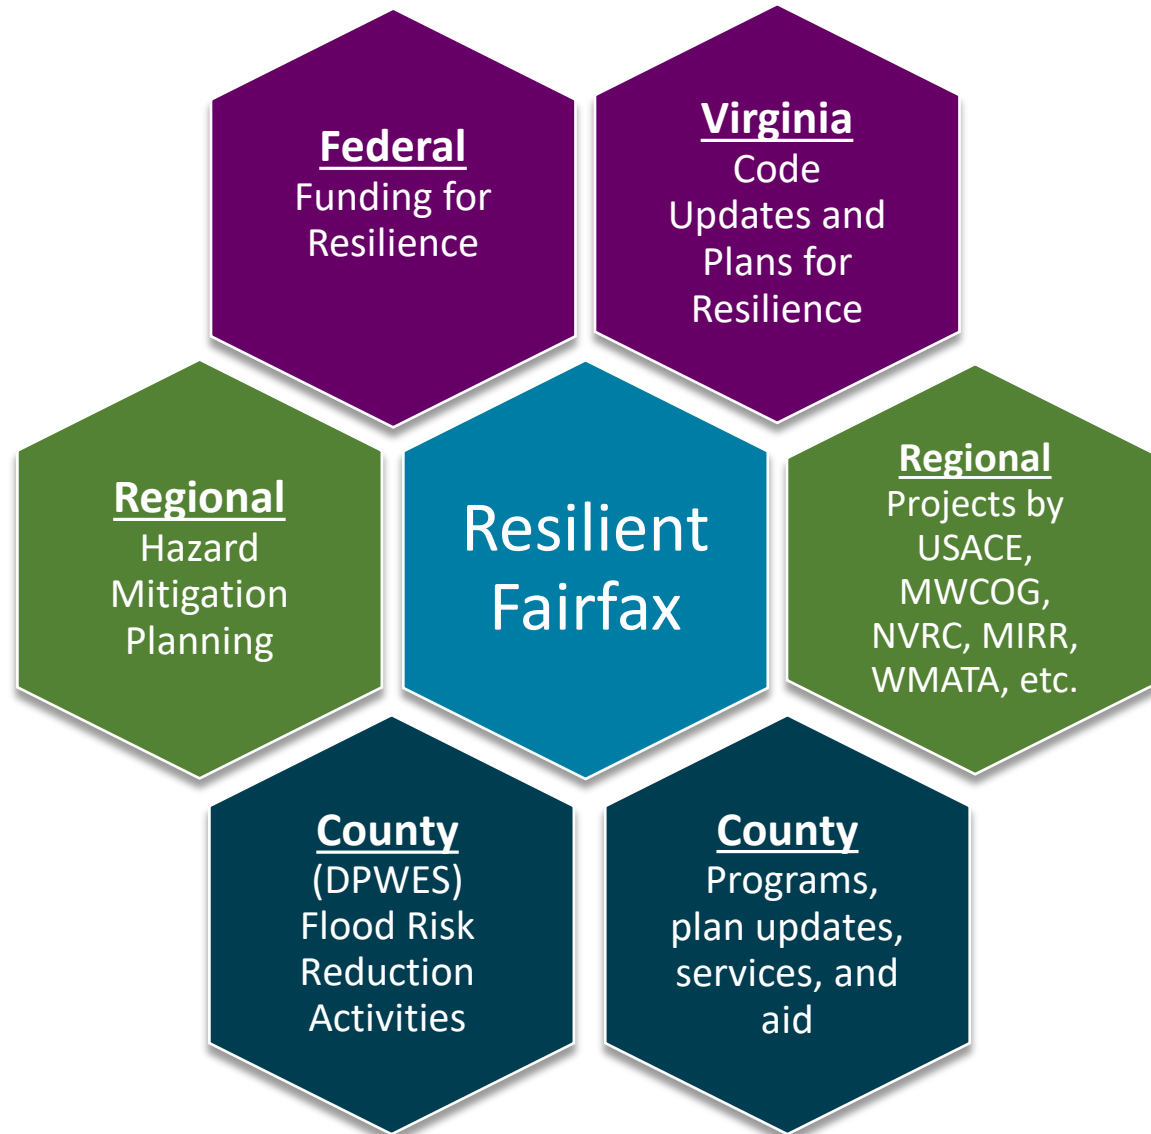 Federal
Funding for
Resilience
Virginia
Code
Updates and
Plans for
Resilience
Regional
Hazard
Mitigation
Planning
Resilient
Fairfax
Regional
Projects by
USACE,
MWCOG,
NVRC, MIRR,
WMATA, etc.
County
(DPWES)
Flood Risk
Reduction
Activities
County
Programs,
plan updates,
services, and
aid